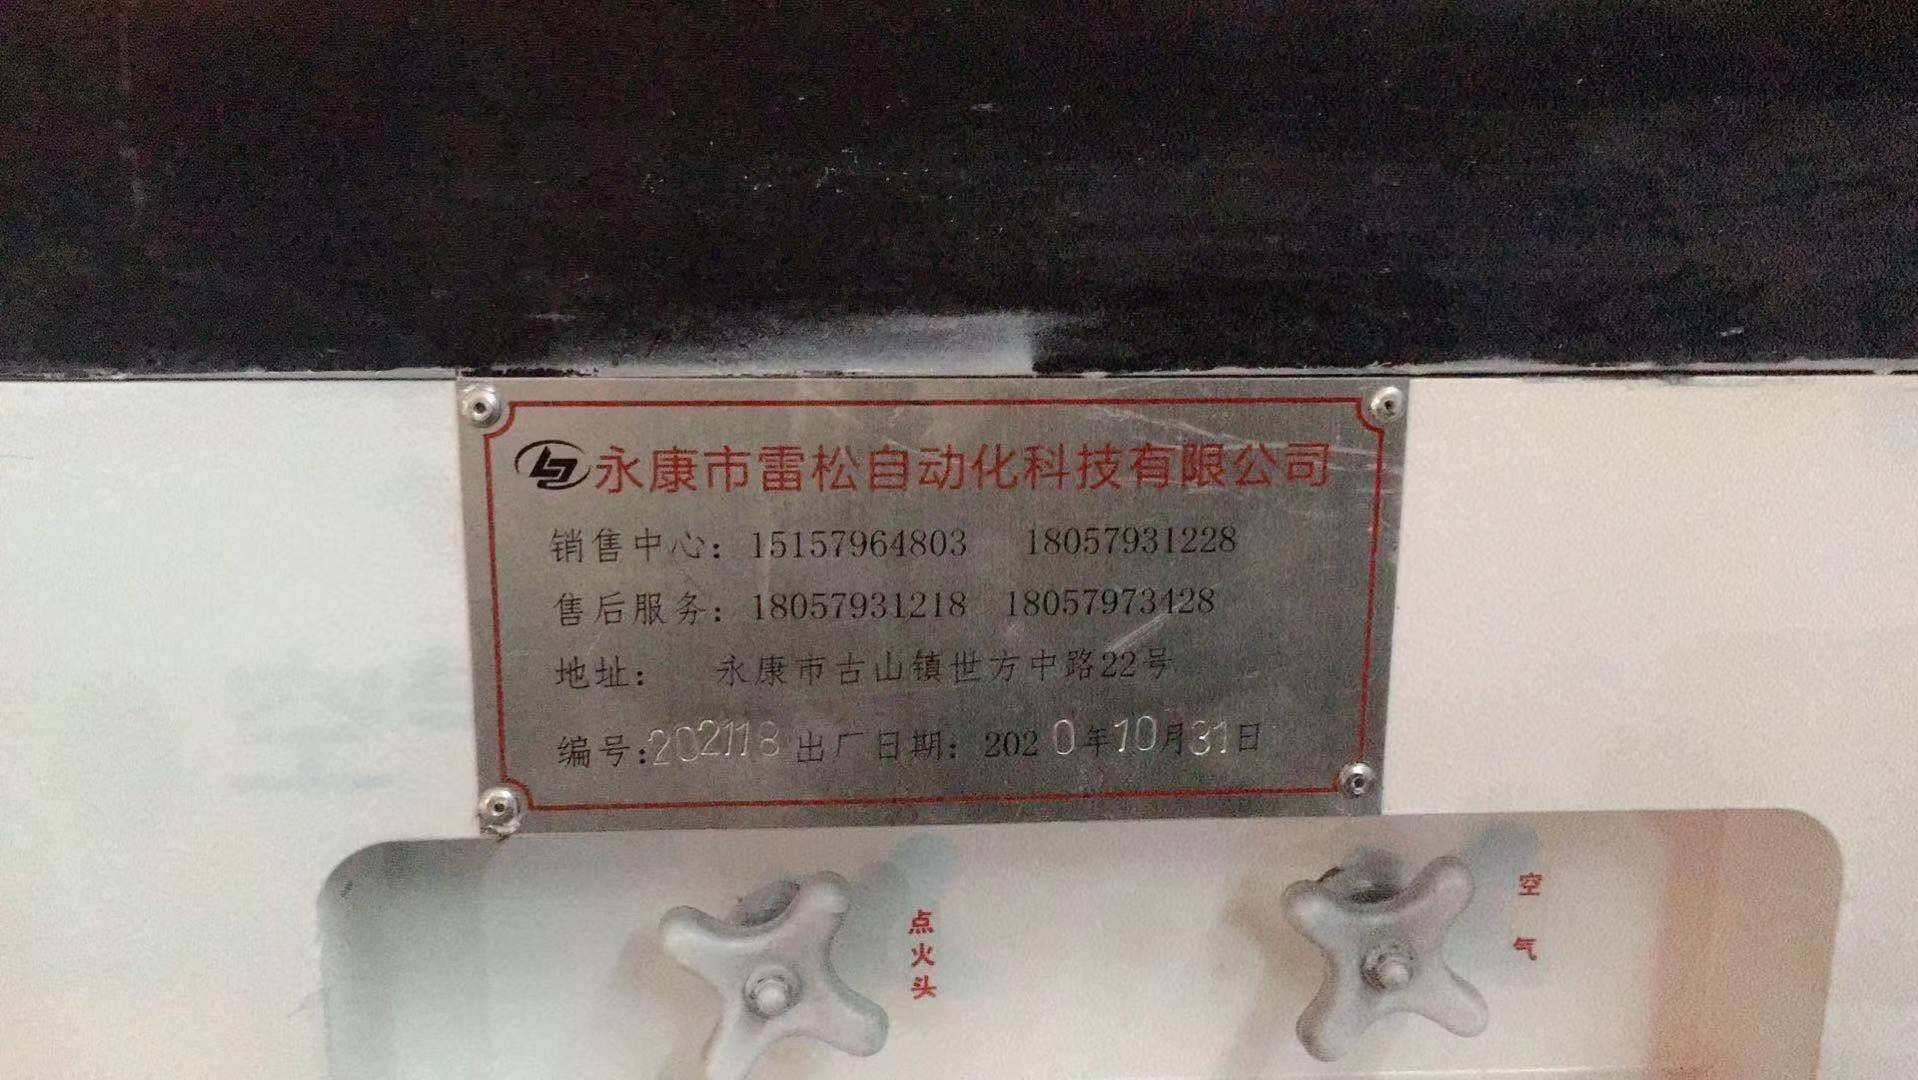 永康市雷松自动化科技有限公司
销售中心：15157964803 18057931228
售后服务：18057931218 18057973428
地址： 永康市古山镇世方中路22号
编号:202118 出厂日期：2020年10月31日
点火头
空气